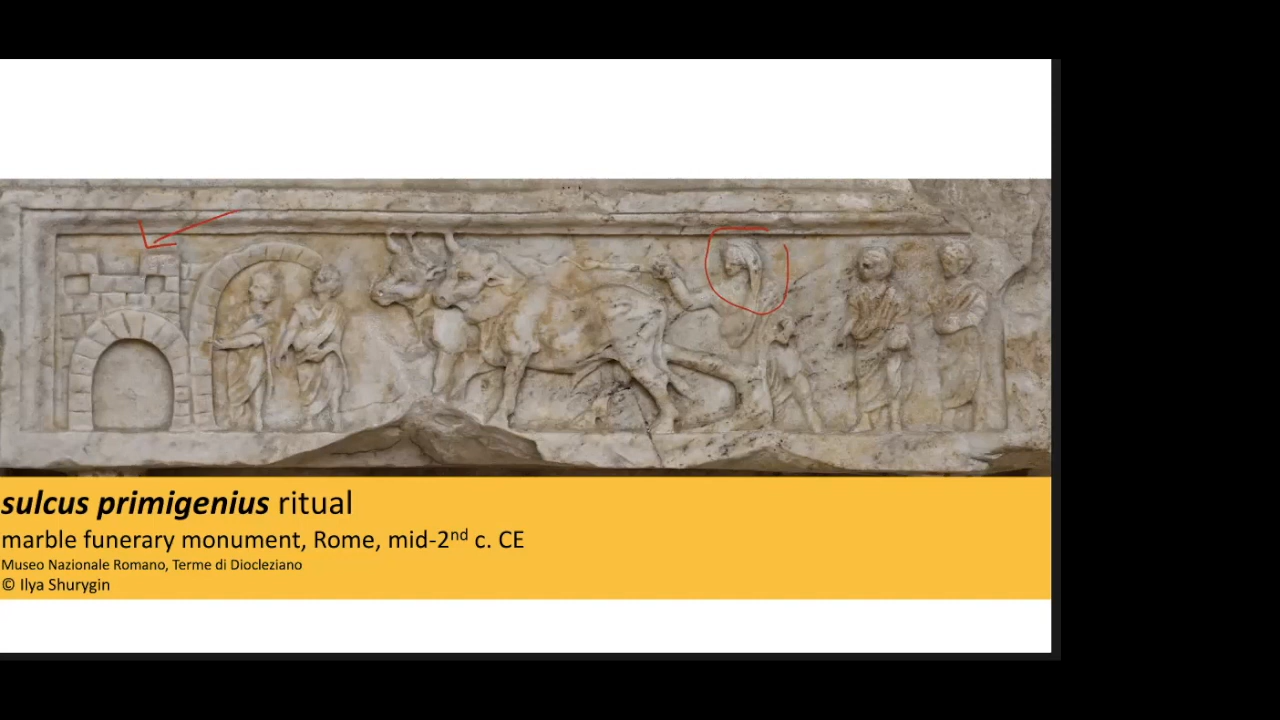 sulcus primigenius ritual
marble funerary monument, Rome, mid-2nd c. CE
Museo Nazionale Romano, Terme di Diocleziano
© Ilya Shurygin